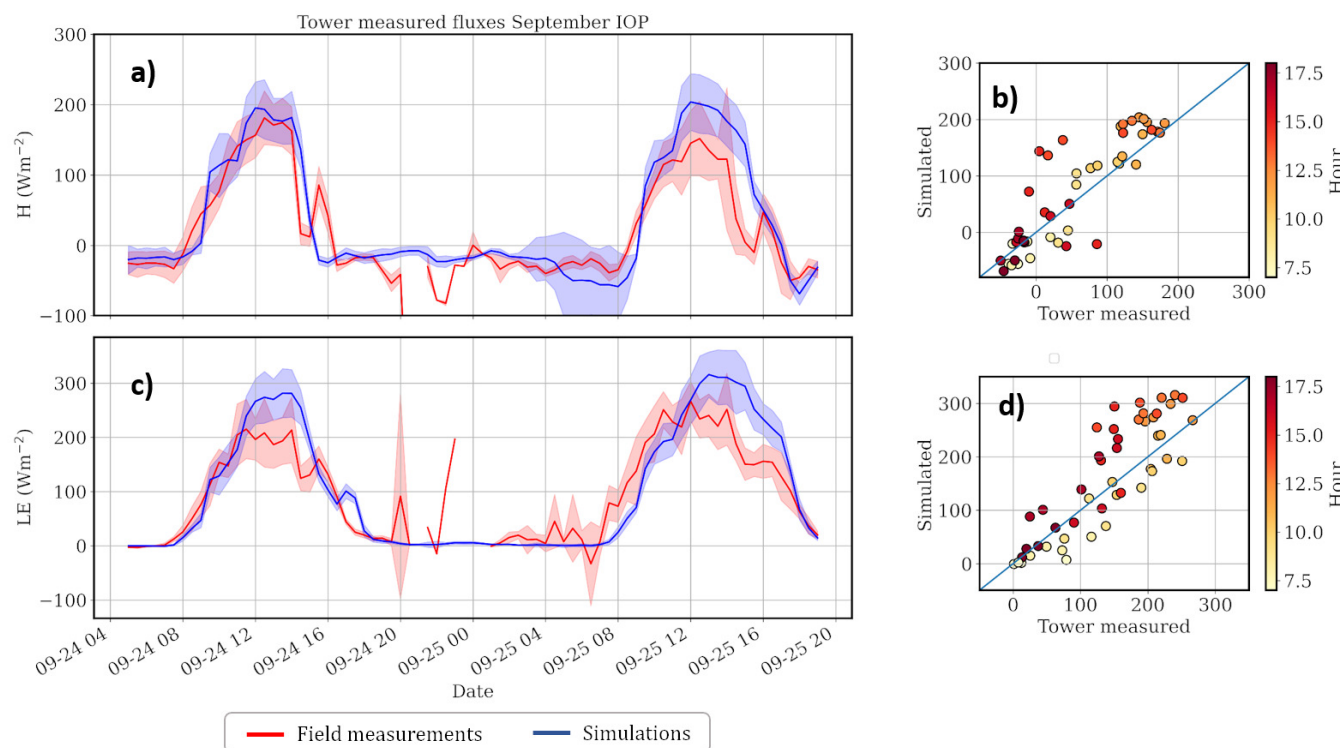 Tower measured fluxes September IOP
a)
H (Wm⁻²)
300
200
100
0
−100
c)
LE (Wm⁻²)
300
200
100
0
−100
09-24 04
09-24 08
09-24 12
09-24 16
09-24 20
09-25 00
09-25 04
09-25 08
09-25 12
09-25 16
09-25 20
Date
Field measurements
Simulations
b)
Simulated
300
200
100
0
0
100
200
300
Tower measured
17.5
15.0
12.5
10.0
7.5
Hour
d)
Simulated
300
200
100
0
0
100
200
300
Tower measured
17.5
15.0
12.5
10.0
7.5
Hour